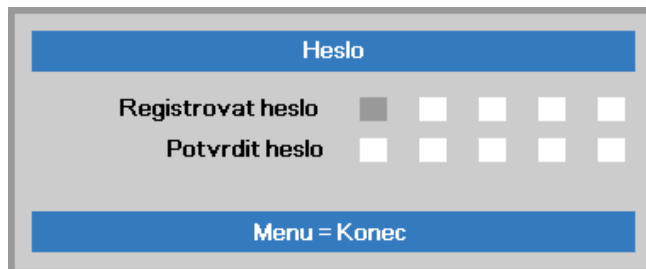 Heslo
Registrovat heslo
Potvrdit heslo
Menu = Konec